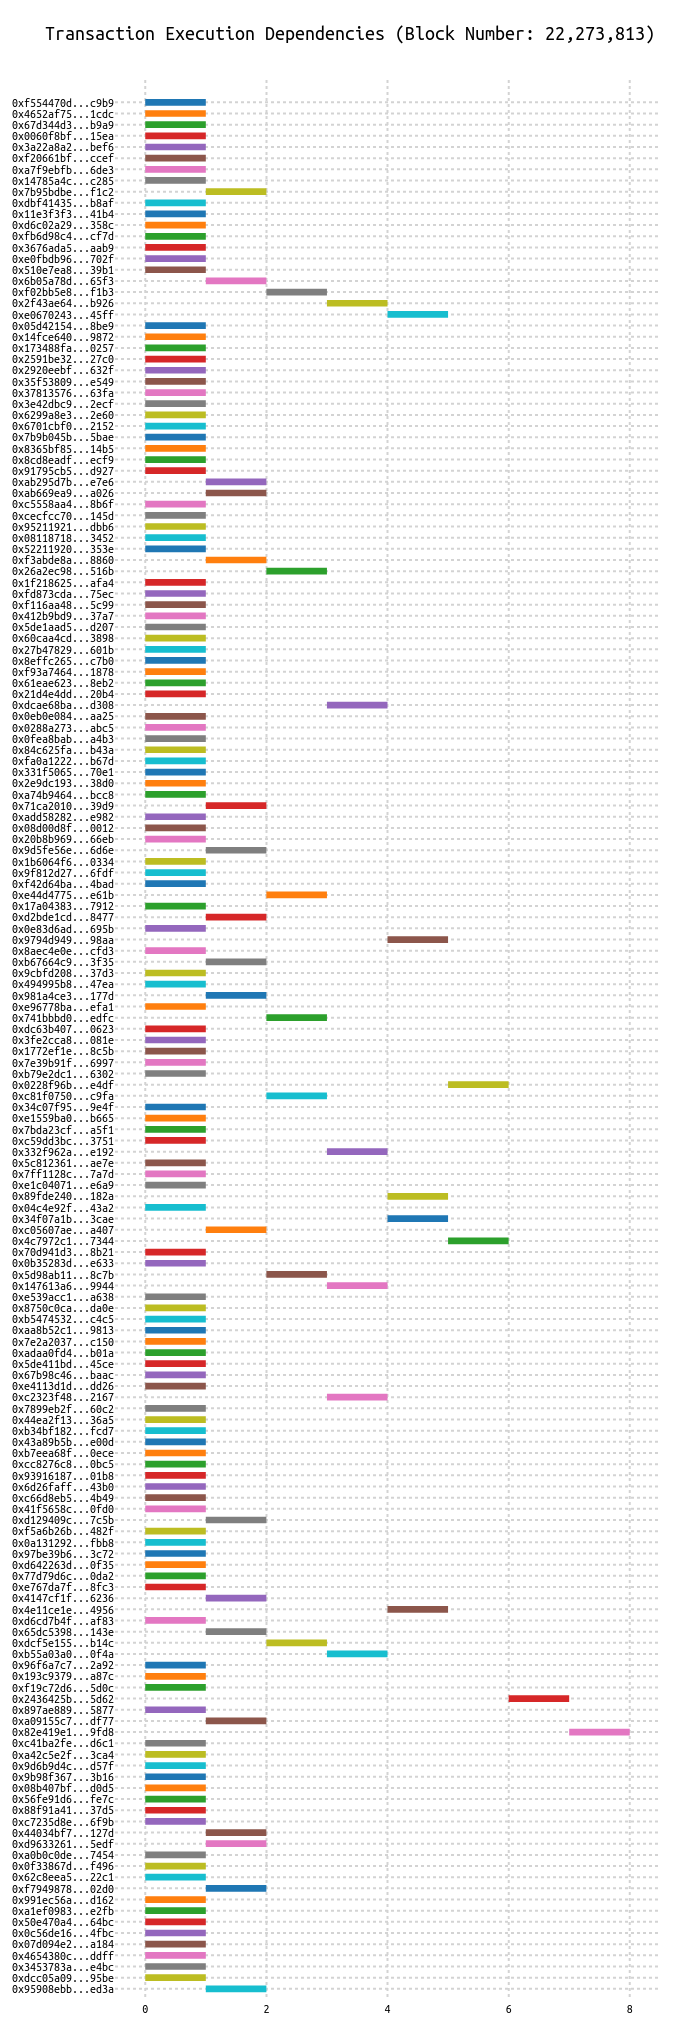 Transaction Execution Dependencies (Block Number: 22,273,813)
0xf554470d...c9b9
0x4652af75...1cdc
0x67d344d3...b9a9
0x0060f8bf...15ea
0x3a22a8a2...bef6
0xf20661bf...ccef
0xa7f9ebfb...6de3
0x14785a4c...c285
0x7b95bdbe...f1c2
0xdbf41435...b8af
0x11e3f3f3...41b4
0xd6c02a29...358c
0xfb6d98c4...cf7d
0x3676ada5...aab9
0xe0fbdb96...702f
0x510e7ea8...39b1
0x6b05a78d...65f3
0xf02bb5e8...f1b3
0x2f43ae64...b926
0xe0670243...45ff
0x05d42154...8be9
0x14fce640...9872
0x173488fa...0257
0x2591be32...27c0
0x2920eebf...632f
0x35f53809...e549
0x37813576...63fa
0x3e42dbc9...2ecf
0x6299a8e3...2e60
0x6701cbf0...2152
0x7b9b045b...5bae
0x8365bf85...14b5
0x8cd8eadf...ecf9
0x91795cb5...d927
0xab295d7b...e7e6
0xab669ea9...a026
0xc5558aa4...8b6f
0xcecfcc70...145d
0x95211921...dbb6
0x08118718...3452
0x52211920...353e
0xf3abde8a...8860
0x26a2ec98...516b
0x1f218625...afa4
0xfd873cda...75ec
0xf116aa48...5c99
0x412b9bd9...37a7
0x5de1aad5...d207
0x60caa4cd...3898
0x27b47829...601b
0x8effc265...c7b0
0xf93a7464...1878
0x61eae623...8eb2
0x21d4e4dd...20b4
0xdcae68ba...d308
0x0eb0e084...aa25
0x0288a273...abc5
0x0fea8bab...a4b3
0x84c625fa...b43a
0xfa0a1222...b67d
0x331f5065...70e1
0x2e9dc193...38d0
0xa74b9464...bcc8
0x71ca2010...39d9
0xadd58282...e982
0x08d00d8f...0012
0x20b8b969...66eb
0x9d5fe56e...6d6e
0x1b6064f6...0334
0x9f812d27...6fdf
0xf42d64ba...4bad
0xe44d4775...e61b
0x17a04383...7912
0xd2bde1cd...8477
0x0e83d6ad...695b
0x9794d949...98aa
0x8aec4e0e...cfd3
0xb67664c9...3f35
0x9cbfd208...37d3
0x494995b8...47ea
0x981a4ce3...177d
0xe96778ba...efa1
0x741bbbd0...edfc
0xdc63b407...0623
0x3fe2cca8...081e
0x1772ef1e...8c5b
0x7e39b91f...6997
0xb79e2dc1...6302
0x0228f96b...e4df
0xc81f0750...c9fa
0x34c07f95...9e4f
0xe1559ba0...b665
0x7bda23cf...a5f1
0xc59dd3bc...3751
0x332f962a...e192
0x5c812361...ae7e
0x7ff1128c...7a7d
0xe1c04071...e6a9
0x89fde240...182a
0x04c4e92f...43a2
0x34f07a1b...3cae
0xc05607ae...a407
0x4c7972c1...7344
0x70d941d3...8b21
0x0b35283d...e633
0x5d98ab11...8c7b
0x147613a6...9944
0xe539acc1...a638
0x8750c0ca...da0e
0xb5474532...c4c5
0xaa8b52c1...9813
0x7e2a2037...c150
0xadaa0fd4...b01a
0x5de411bd...45ce
0x67b98c46...baac
0xe4113d1d...dd26
0xc2323f48...2167
0x7899eb2f...60c2
0x44ea2f13...36a5
0xb34bf182...fcd7
0x43a89b5b...e00d
0xb7eea68f...0ece
0xcc8276c8...0bc5
0x93916187...01b8
0x6d26faff...43b0
0xc66d8eb5...4b49
0x41f5658c...0fd0
0xd129409c...7c5b
0xf5a6b26b...482f
0x0a131292...fbb8
0x97be39b6...3c72
0xd642263d...0f35
0x77d79d6c...0da2
0xe767da7f...8fc3
0x4147cf1f...6236
0x4e11ce1e...4956
0xd6cd7b4f...af83
0x65dc5398...143e
0xdcf5e155...b14c
0xb55a03a0...0f4a
0x96f6a7c7...2a92
0x193c9379...a87c
0xf19c72d6...5d0c
0x2436425b...5d62
0x897ae889...5877
0xa09155c7...df77
0x82e419e1...9fd8
0xc41ba2fe...d6c1
0xa42c5e2f...3ca4
0x9d6b9d4c...d57f
0x9b98f367...3b16
0x08b407bf...d0d5
0x56fe91d6...fe7c
0x88f91a41...37d5
0xc7235d8e...6f9b
0x44034bf7...127d
0xd9633261...5edf
0xa0b0c0de...7454
0x0f33867d...f496
0x62c8eea5...22c1
0xf7949878...02d0
0x991ec56a...d162
0xa1ef0983...e2fb
0x50e470a4...64bc
0x0c56de16...4fbc
0x07d094e2...a184
0x4654380c...ddff
0x3453783a...e4bc
0xdcc05a09...95be
0x95908ebb...ed3a
0 2 4 6 8